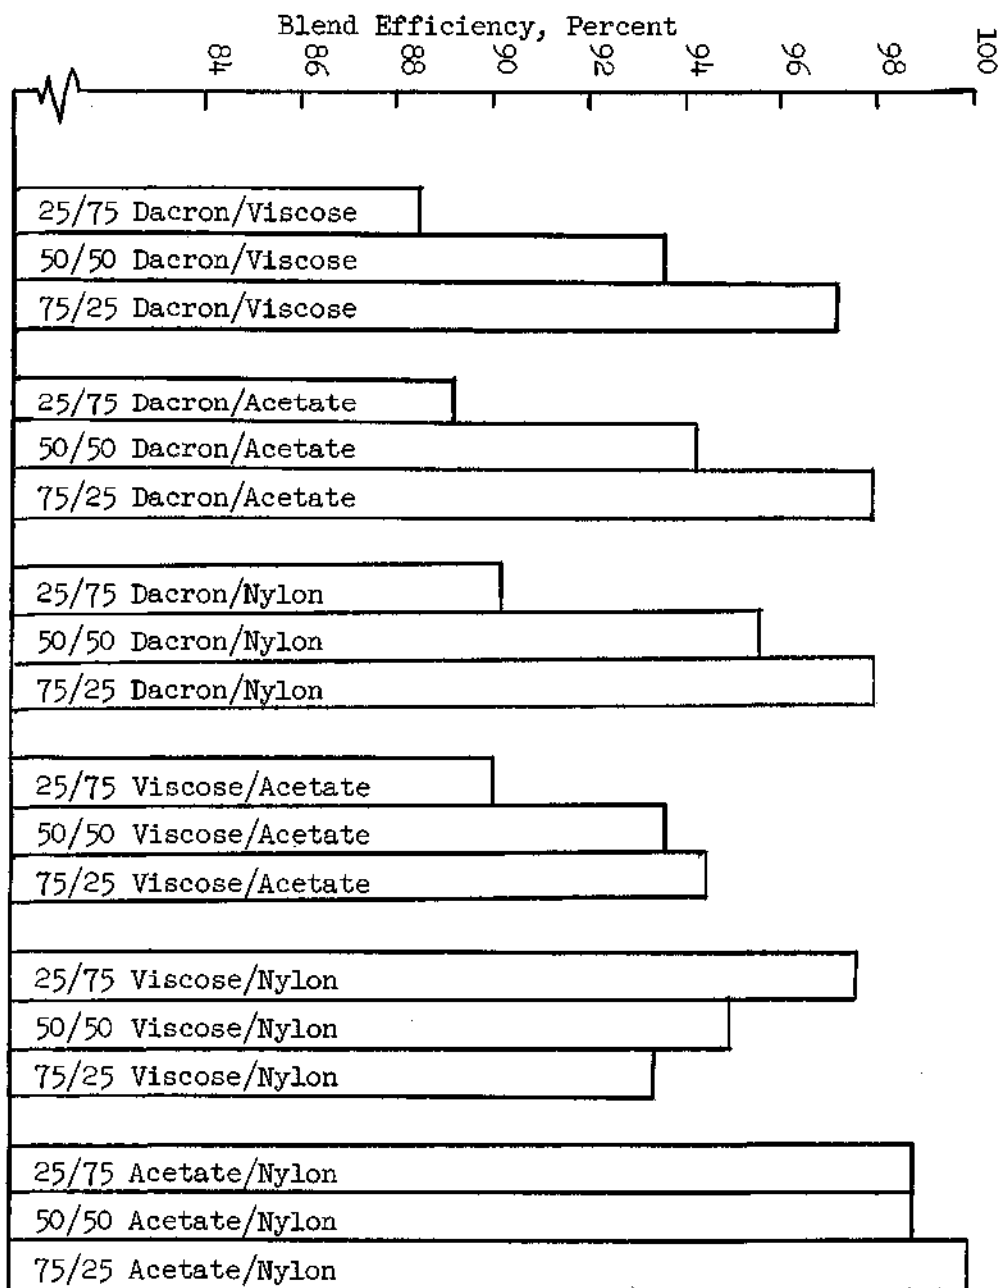 Blend Efficiency, Percent
84 86 88 90 92 94 96 98 100
25/75 Dacron/Viscose
50/50 Dacron/Viscose
75/25 Dacron/Viscose
25/75 Dacron/Acetate
50/50 Dacron/Acetate
75/25 Dacron/Acetate
25/75 Dacron/Nylon
50/50 Dacron/Nylon
75/25 Dacron/Nylon
25/75 Viscose/Acetate
50/50 Viscose/Acetate
75/25 Viscose/Acetate
25/75 Viscose/Nylon
50/50 Viscose/Nylon
75/25 Viscose/Nylon
25/75 Acetate/Nylon
50/50 Acetate/Nylon
75/25 Acetate/Nylon